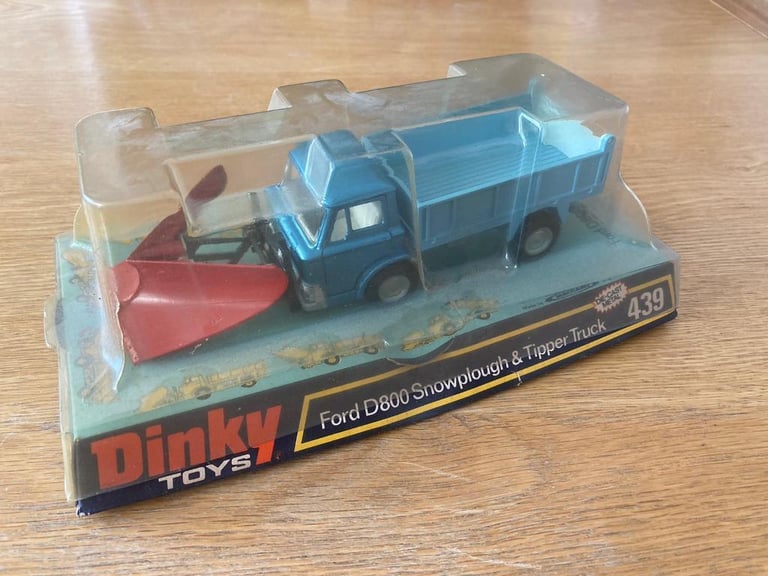 Dinky
TOYS
Ford D800 Snowplough & Tipper Truck
439